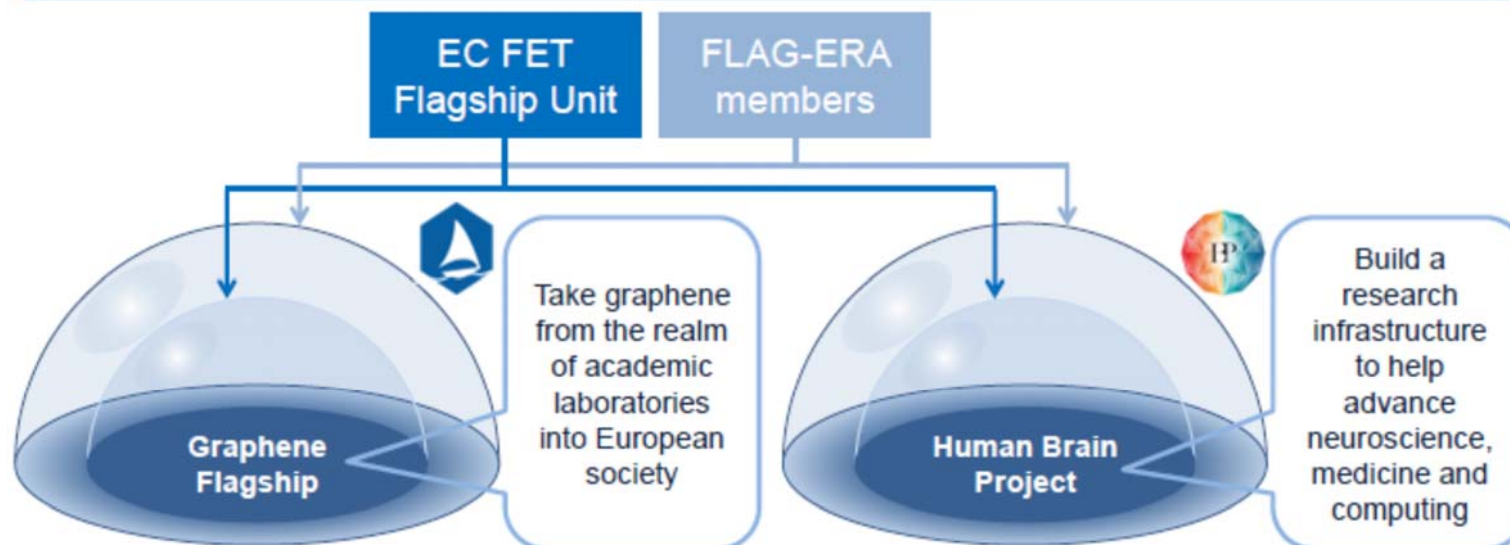 EC FET
Flagship Unit
FLAG-ERA
members
Take graphene
from the realm
of academic
laboratories
into European
society
Graphene
Flagship
Build a
research
infrastructure
to help
advance
neuroscience,
medicine and
computing
Human Brain
Project